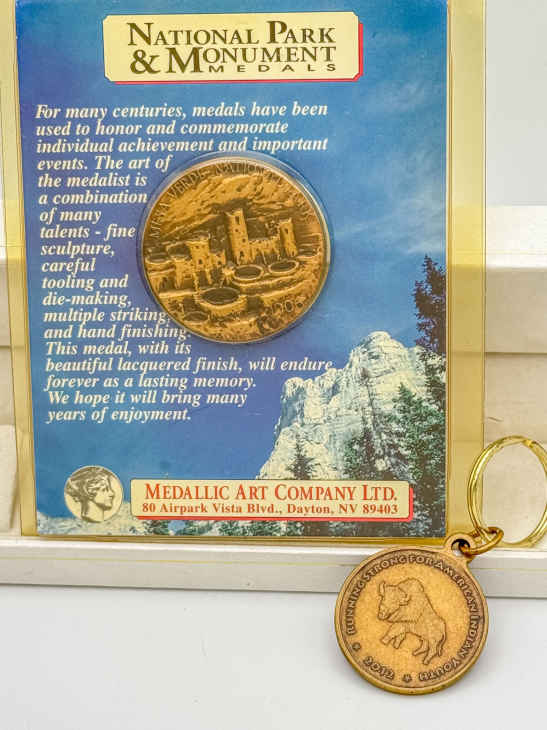 NATIONAL PARK
& MONUMENT
MEDALS
For many centuries, medals have been
used to honor and commemorate
individual achievement and important
events. The art of
the medalist is
a combination
of many
talents - fine
sculpture,
careful
tooling and
die-making,
multiple striking,
and hand finishing.
This medal, with its
beautiful lacquered finish, will endure
forever as a lasting memory.
We hope it will bring many
years of enjoyment.
MESA VERDE NATIONAL PARK
1906
MEDALLIC ART COMPANY LTD.
80 Airpark Vista Blvd., Dayton, NV 89403
RUNNING STRONG FOR AMERICAN INDIAN YOUTH
2012